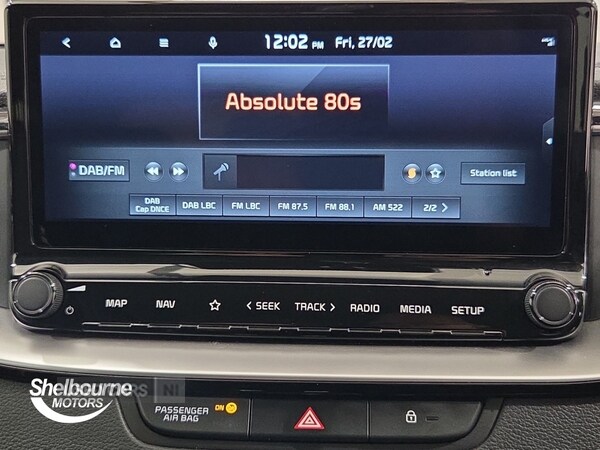 12:02 PM Fri, 27/02
Absolute 80s
DAB/FM
Station list
DAB Cap DNCE
DAB LBC
FM LBC
FM 87.5
FM 88.1
AM 522
2/2 >
MAP NAV < SEEK TRACK > RADIO MEDIA SETUP
Shelbourne
MOTORS
NI
PASSENGER
AIR BAG
ON